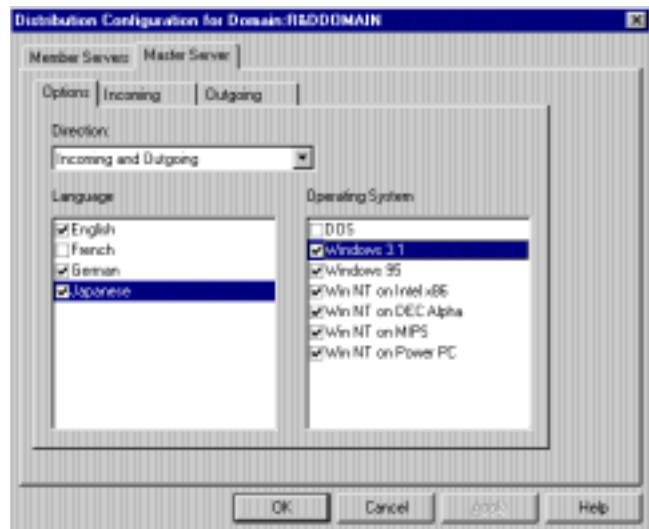 Distribution Configuration for Domain:R&DDOMAIN
Member Servers Master Server
Options Incoming Outgoing
Direction:
Incoming and Outgoing
Language
English
French
German
Japanese
Operating System
DOS
Windows 3.1
Windows 95
Win NT on Intel x86
Win NT on DEC Alpha
Win NT on MIPS
Win NT on Power PC
OK Cancel Apply Help